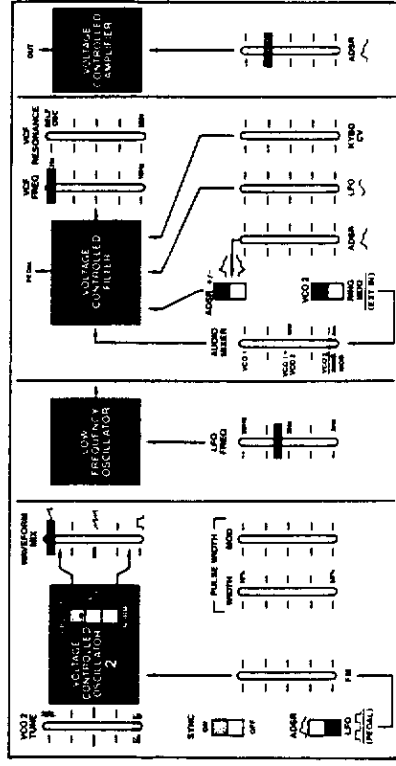 VCO 2
TUNE
VOLTAGE
CONTROLLED
OSCILLATOR
2
WAVEFORM
MIX
SYNC
ON
OFF
ADSR
LFO
(PEDAL)
FM
PULSE WIDTH
WIDTH
MOD
LOW
FREQUENCY
OSCILLATOR
LFO
FREQ
VOLTAGE
CONTROLLED
FILTER
VCF
FREQ
VCF
RESONANCE
SELF
OSC
AUDIO
MIXER
VCO 1
VCO 1 +
VCO 2
ADSR +/-
VCO 2
RING
MOD
(EXT IN)
ADSR
LFO
KYBD
CV
OUT
VOLTAGE
CONTROLLED
AMPLIFIER
ADSR